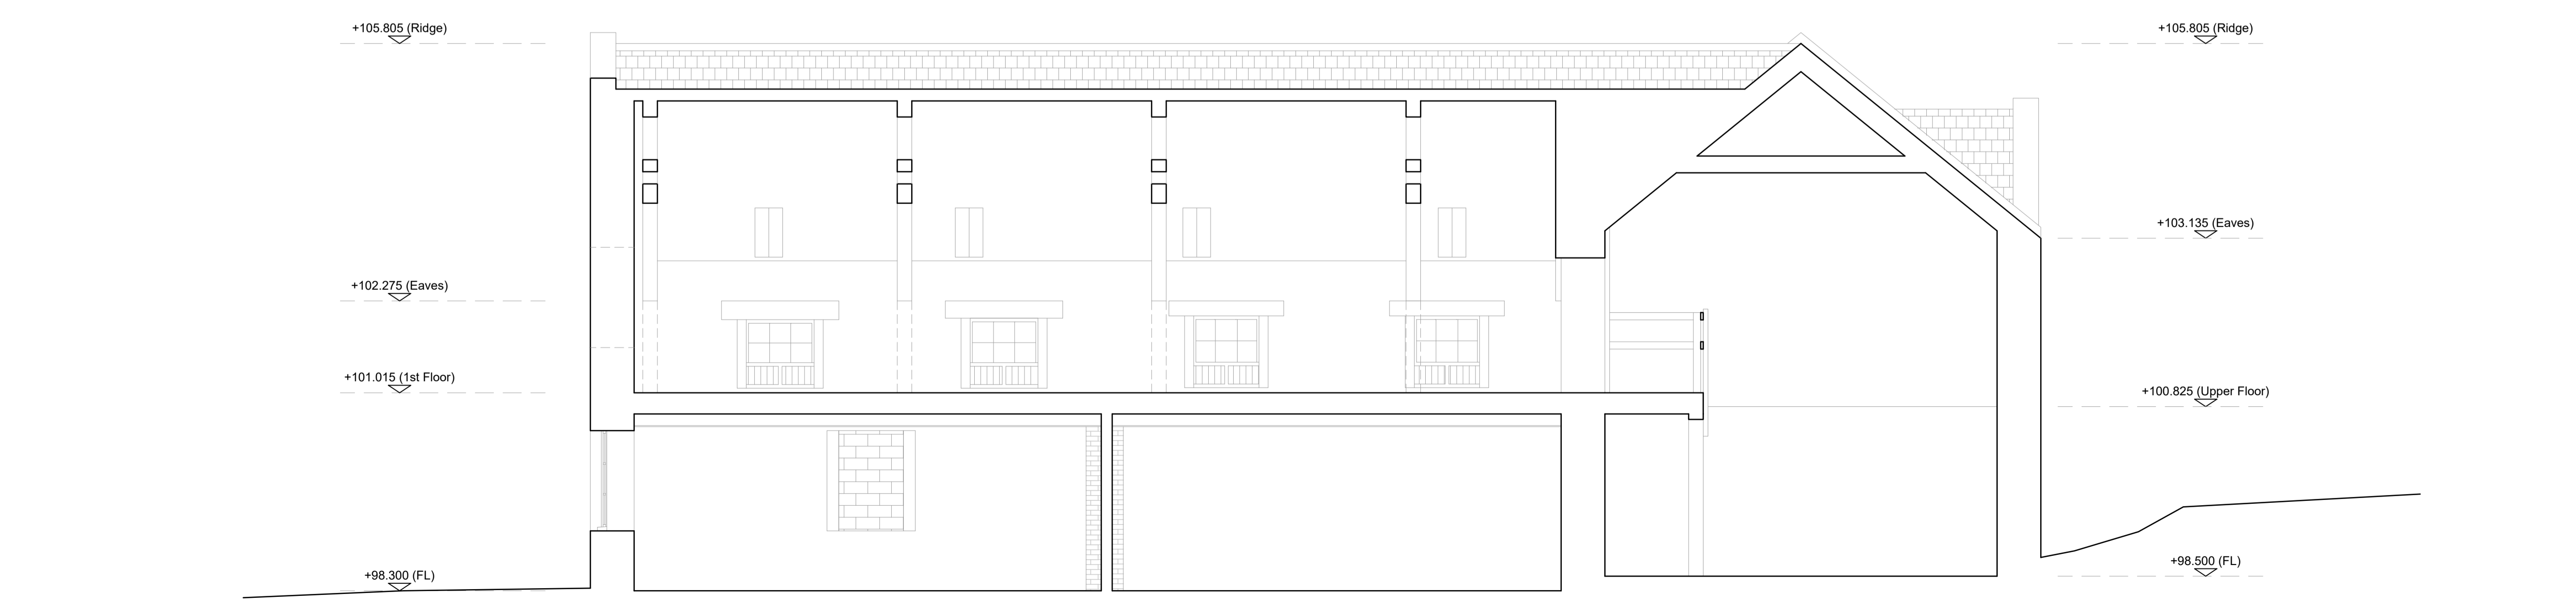 +105.805 (Ridge)
+105.805 (Ridge)
+103.135 (Eaves)
+102.275 (Eaves)
+101.015 (1st Floor)
+100.825 (Upper Floor)
+98.500 (FL)
+98.300 (FL)